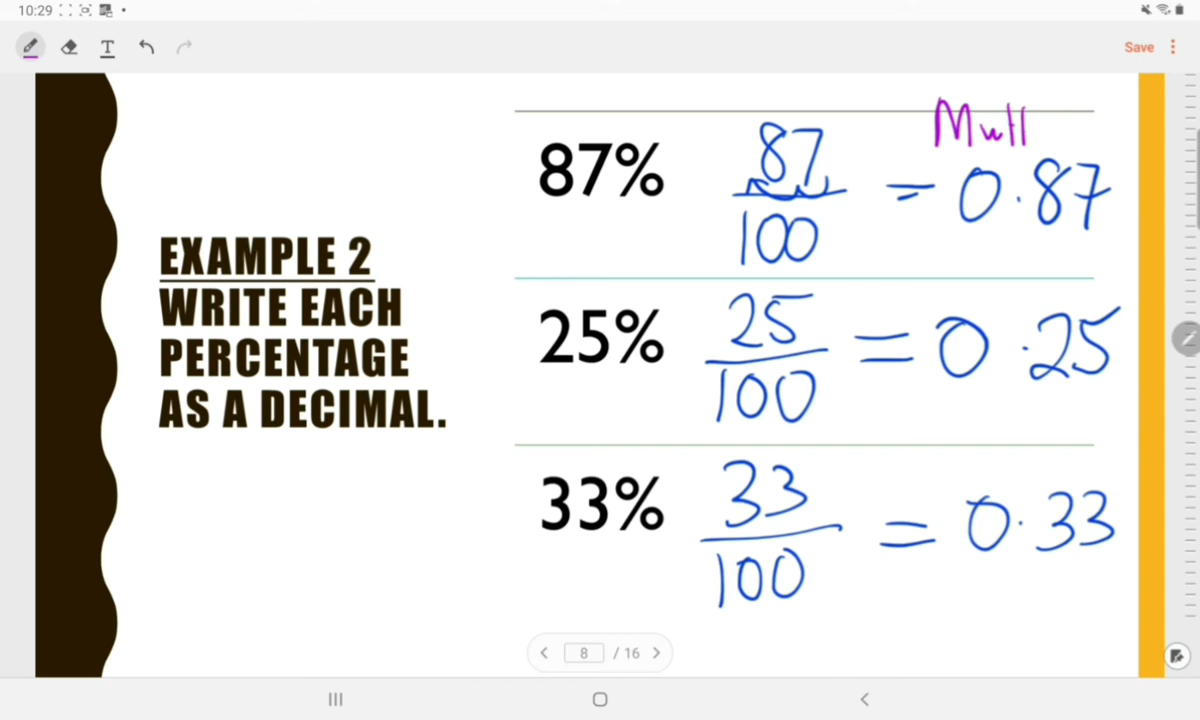 10:29
T
Save
Mult
87% 87/100 = 0.87
EXAMPLE 2
WRITE EACH
PERCENTAGE
AS A DECIMAL.
25% 25/100 = 0.25
33% 33/100 = 0.33
8 / 16